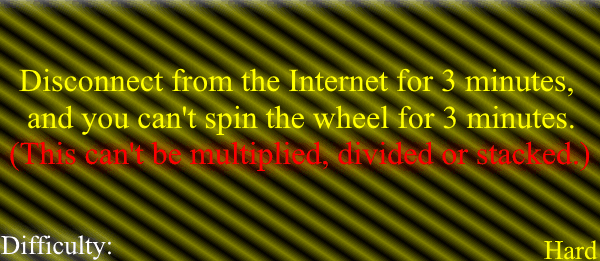 Disconnect from the Internet for 3 minutes,
and you can't spin the wheel for 3 minutes.
(This can't be multiplied, divided or stacked.)
Difficulty: Hard